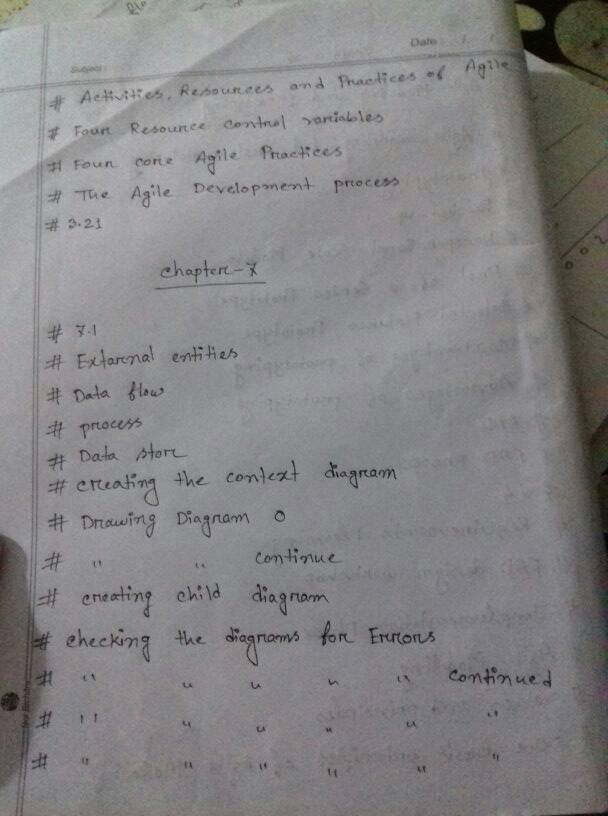 Subject :
Date / /
# Activities, Resources and Practices of Agile
# Four Resource control variables
# Four core Agile Practices
# The Agile Development process
# 3.21
chapter-7
# 7.1
# Extarnal entities
# Data flow
# process
# Data store
# creating the context diagram
# Drawing Diagram 0
# " " continue
# creating child diagram
# checking the diagrams for Errors
# " " " " " continued
# " " " " " "
# " " " " " "